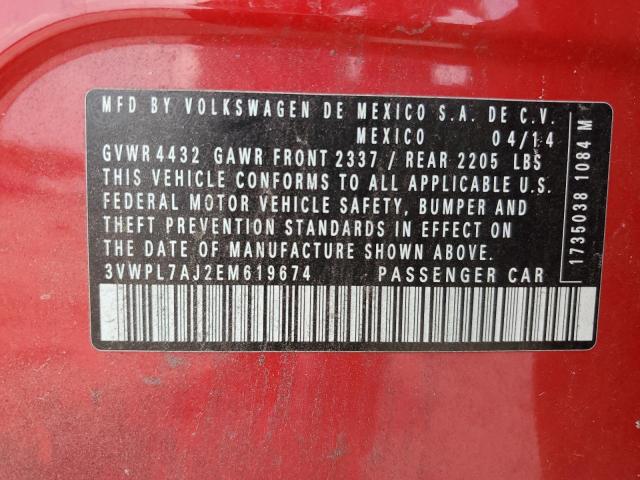 MFD BY VOLKSWAGEN DE MEXICO S.A. DE C.V.
MEXICO 04/14
GVWR 4432 GAWR FRONT 2337 / REAR 2205 LBS
THIS VEHICLE CONFORMS TO ALL APPLICABLE U.S.
FEDERAL MOTOR VEHICLE SAFETY, BUMPER AND
THEFT PREVENTION STANDARDS IN EFFECT ON
THE DATE OF MANUFACTURE SHOWN ABOVE.
3VWPL7AJ2EM619674 PASSENGER CAR
1735038 1084 M